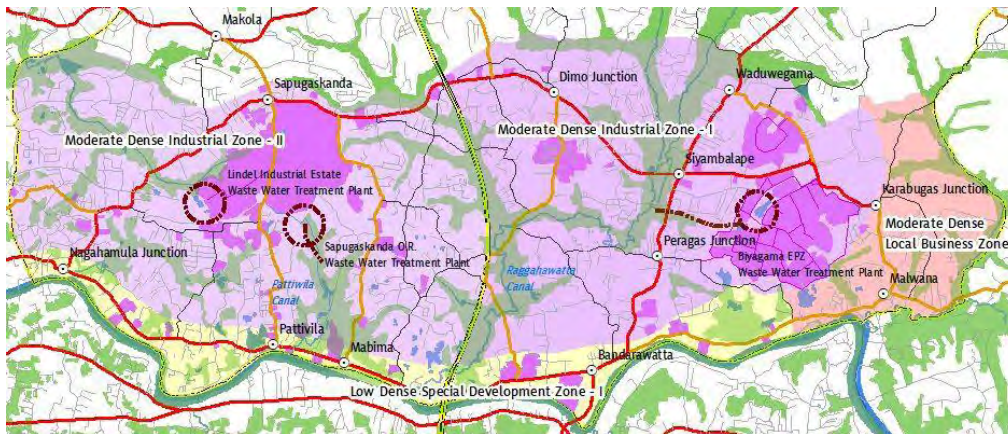 Makola
Sapugaskanda
Dimo Junction
Waduwegama
Moderate Dense Industrial Zone - II
Moderate Dense Industrial Zone - I
Siyambalape
Lindel Industrial Estate
Waste Water Treatment Plant
Karabugas Junction
Moderate Dense
Local Business Zone
Nagahamula Junction
Sapugaskanda O.R.
Waste Water Treatment Plant
Peragas Junction
Biyagama EPZ
Waste Water Treatment Plant
Raggahawatta
Canal
Pattiwila
Canal
Malwana
Pattivila
Mabima
Bandarawatta
Low Dense Special Development Zone - I